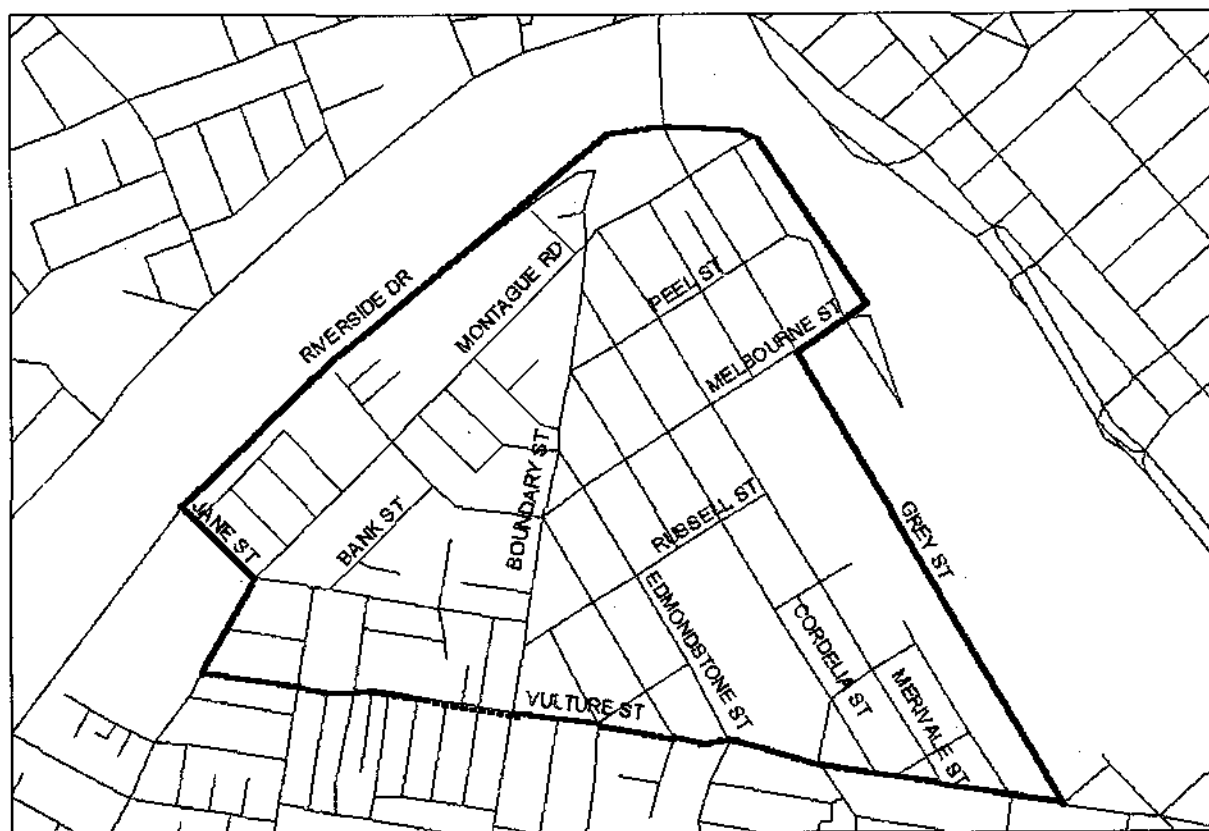 RIVERSIDE DR
MONTAGUE RD
PEEL ST
MELBOURNE ST
JANE ST
BANK ST
BOUNDARY ST
RUSSELL ST
GREY ST
EDMONDSTONE ST
CORDELIA ST
MERIVALE ST
VULTURE ST